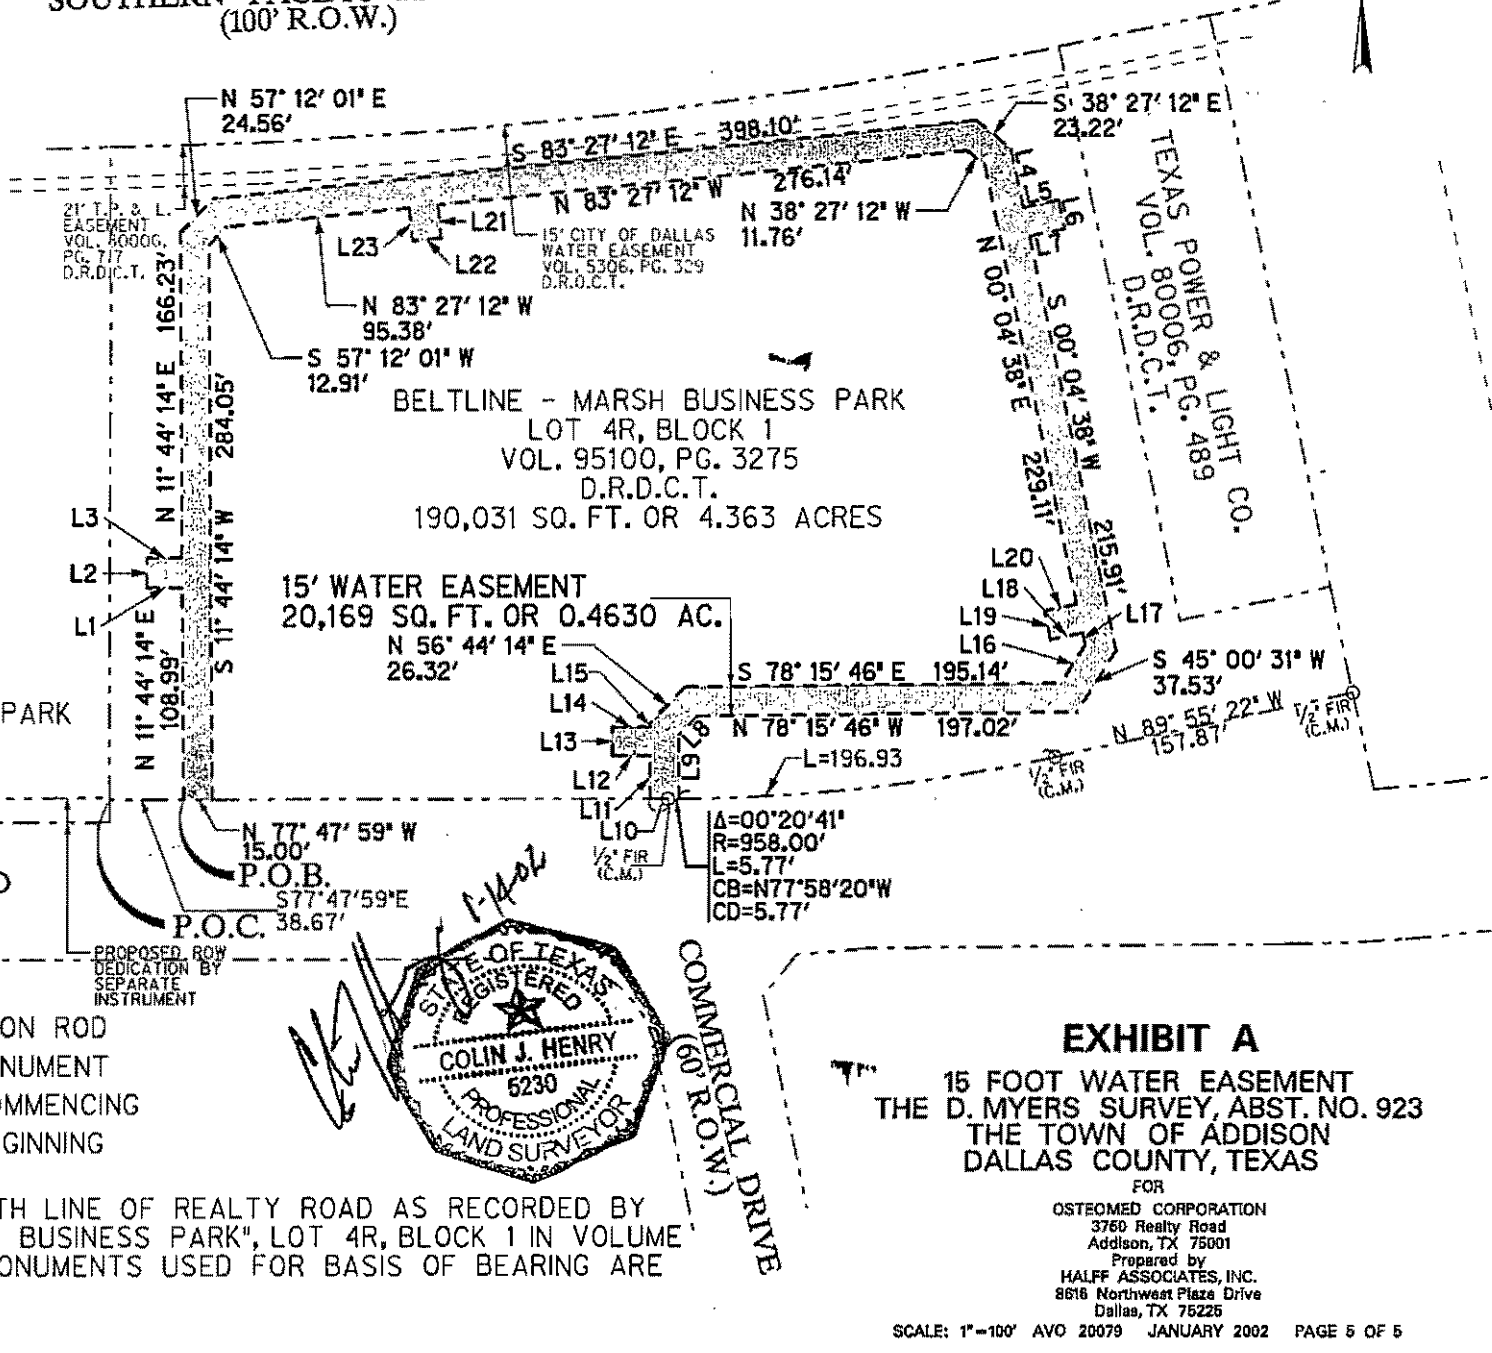 (100' R.O.W.)
N 57° 12' 01" E
24.56'
S 83° 27' 12" E 398.10'
S 38° 27' 12" E
23.22'
TEXAS POWER & LIGHT CO.
VOL. 80006, PG. 489
D.R.D.C.T.
21' T.P. & L.
EASEMENT
VOL. 80006,
PG. 717
D.R.D.C.T.
L23
L21
L22
15' CITY OF DALLAS
WATER EASEMENT
VOL. 5306, PG. 329
D.R.D.C.T.
N 83° 27' 12" W
276.14'
N 38° 27' 12" W
11.76'
L4
L5
L6
L7
N 83° 27' 12" W
95.38'
S 57° 12' 01" W
12.91'
N 11° 44' 14" E 166.23'
S 11° 44' 14" W 284.05'
N 00° 04' 38" E 229.11'
S 00° 04' 38" W 215.91'
BELTLINE - MARSH BUSINESS PARK
LOT 4R, BLOCK 1
VOL. 95100, PG. 3275
D.R.D.C.T.
190,031 SQ. FT. OR 4.363 ACRES
L3
L2
L1
15' WATER EASEMENT
20,169 SQ. FT. OR 0.4630 AC.
L20
L18
L19
L16
L17
N 11° 44' 14" E
108.99'
N 56° 44' 14" E
26.32'
L15
L14
L13
L12
L11
L10
L8
L9
S 78° 15' 46" E 195.14'
N 78° 15' 46" W 197.02'
S 45° 00' 31" W
37.53'
N 89° 55' 22" W
157.87'
1/2" FIR
(C.M.)
1/2" FIR
(C.M.)
L=196.93
PARK
N 77° 47' 59" W
15.00'
P.O.B.
S77°47'59"E
38.67'
P.O.C.
1/2" FIR
(C.M.)
Δ=00°20'41"
R=958.00'
L=5.77'
CB=N77°58'20"W
CD=5.77'
PROPOSED ROW
DEDICATION BY
SEPARATE
INSTRUMENT
1-14-02
STATE OF TEXAS
REGISTERED
COLIN J. HENRY
5230
PROFESSIONAL
LAND SURVEYOR
COMMERCIAL DRIVE
(60' R.O.W.)
ON ROD
NUMENT
OMMENCING
GINNING
TH LINE OF REALTY ROAD AS RECORDED BY
BUSINESS PARK", LOT 4R, BLOCK 1 IN VOLUME
ONUMENTS USED FOR BASIS OF BEARING ARE
EXHIBIT A
15 FOOT WATER EASEMENT
THE D. MYERS SURVEY, ABST. NO. 923
THE TOWN OF ADDISON
DALLAS COUNTY, TEXAS
FOR
OSTEOMED CORPORATION
3750 Realty Road
Addison, TX 75001
Prepared by
HALFF ASSOCIATES, INC.
8616 Northwest Plaza Drive
Dallas, TX 75225
SCALE: 1"=100' AVO 20079 JANUARY 2002 PAGE 5 OF 5